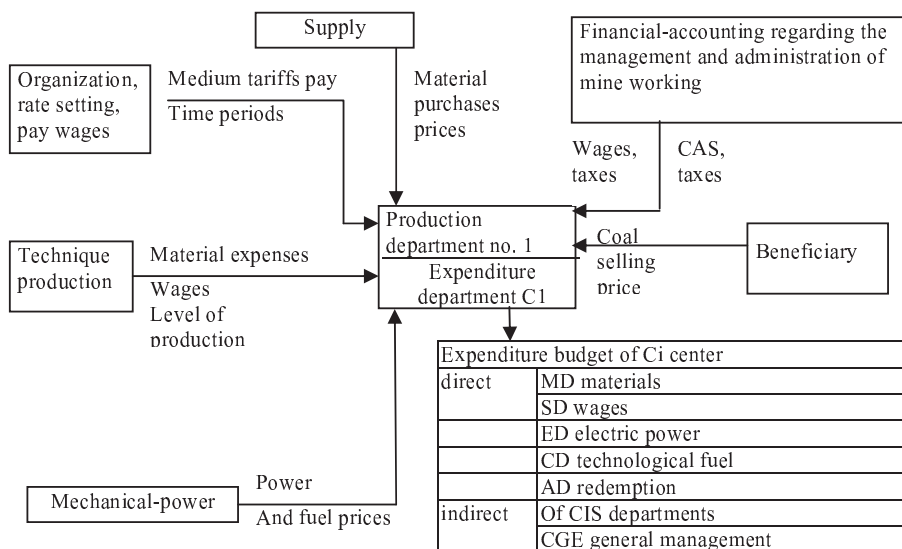 Supply
Financial-accounting regarding the
management and administration of
mine working
Organization,
rate setting,
pay wages
Medium tariffs pay
Time periods
Material
purchases
prices
Wages,
taxes
CAS,
taxes
Production
department no. 1
Expenditure
department C1
Technique
production
Material expenses
Wages
Level of
production
Coal
selling
price
Beneficiary
Mechanical-power
Power
And fuel prices
Expenditure budget of Ci center
direct
MD materials
SD wages
ED electric power
CD technological fuel
AD redemption
indirect
Of CIS departments
CGE general management